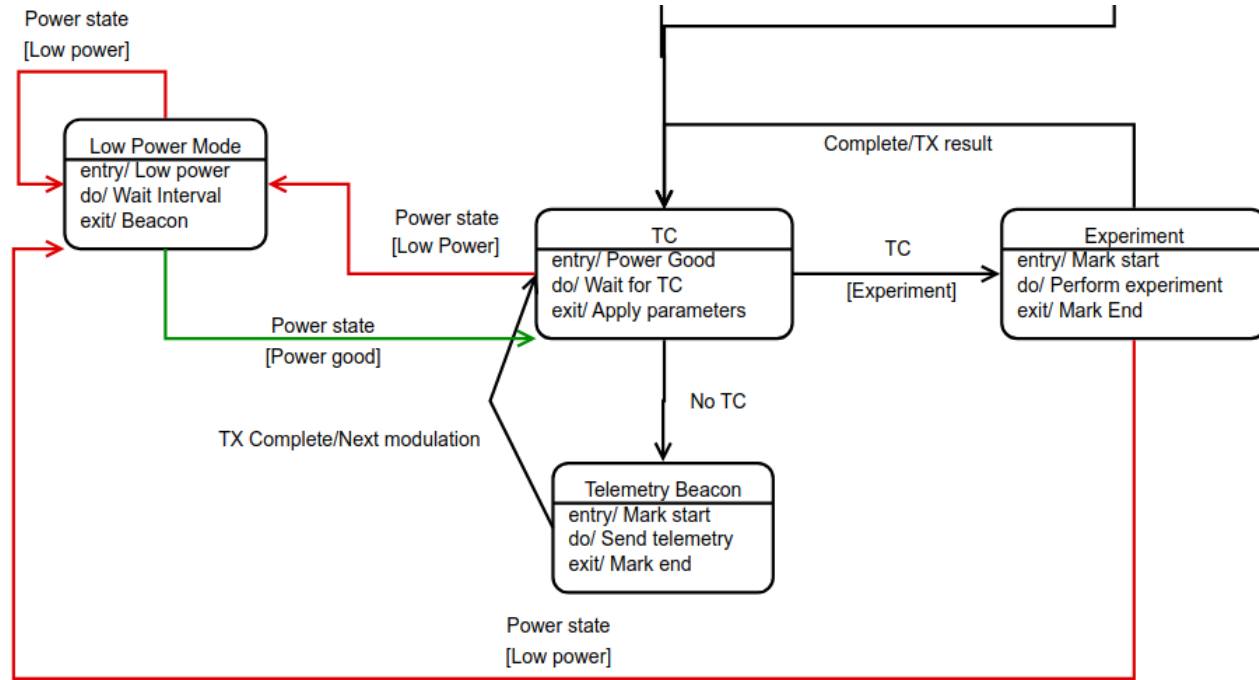 Power state
[Low power]
Low Power Mode
entry/ Low power
do/ Wait Interval
exit/ Beacon
Power state
[Low Power]
Complete/TX result
TC
entry/ Power Good
do/ Wait for TC
exit/ Apply parameters
TC
[Experiment]
Experiment
entry/ Mark start
do/ Perform experiment
exit/ Mark End
Power state
[Power good]
No TC
TX Complete/Next modulation
Telemetry Beacon
entry/ Mark start
do/ Send telemetry
exit/ Mark end
Power state
[Low power]